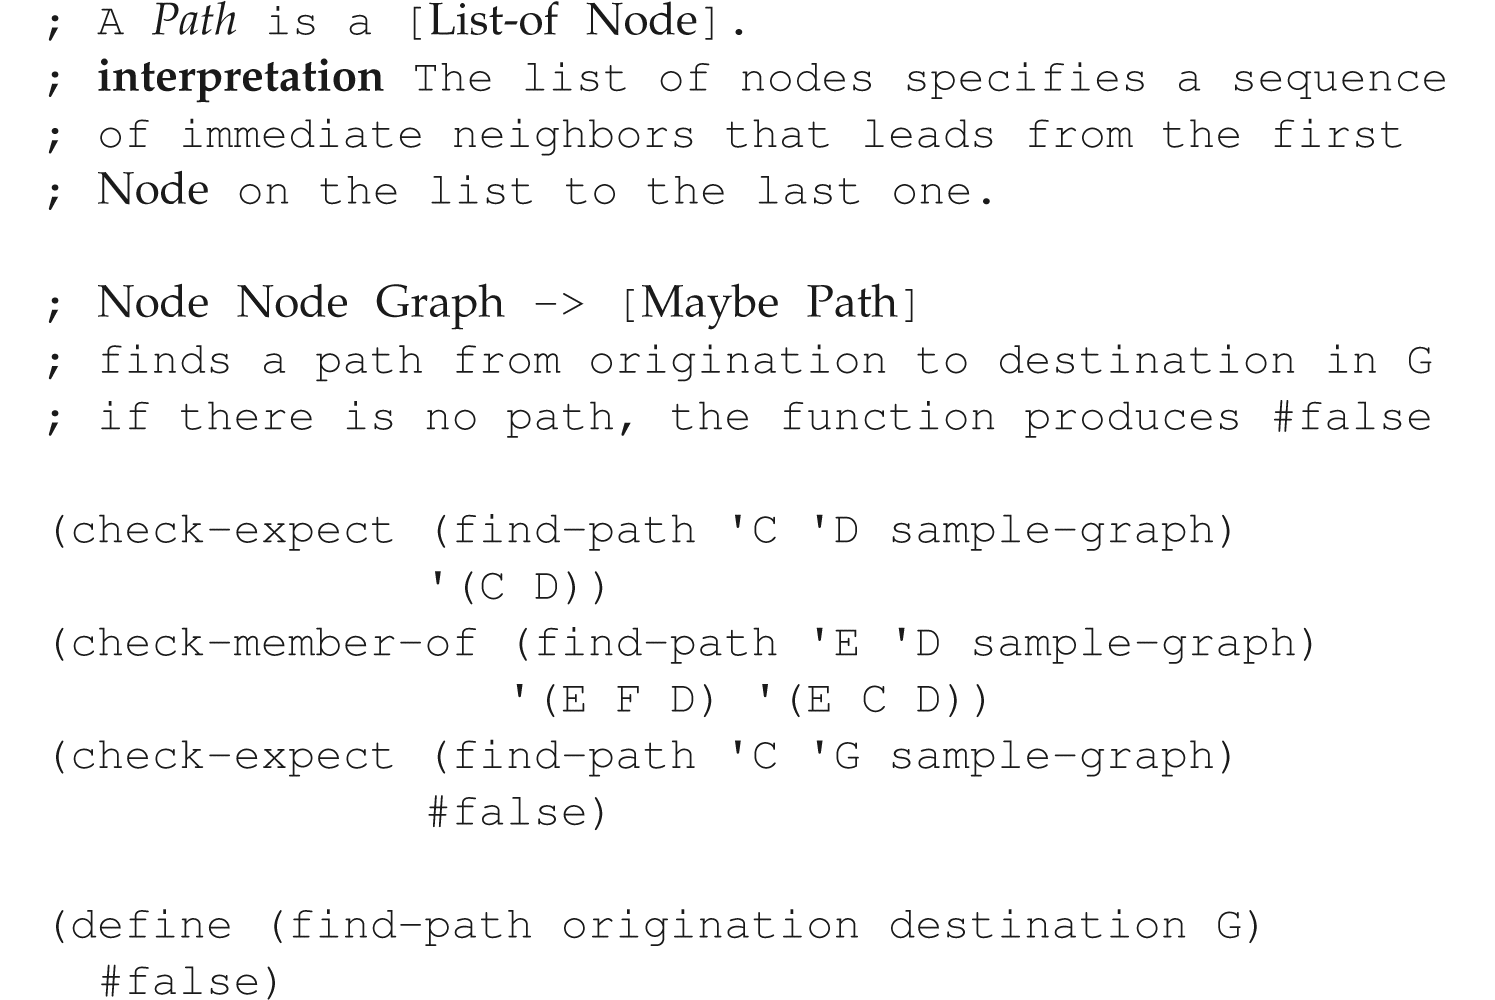 ; A Path is a [List-of Node].
; interpretation The list of nodes specifies a sequence
; of immediate neighbors that leads from the first
; Node on the list to the last one.
; Node Node Graph -> [Maybe Path]
; finds a path from origination to destination in G
; if there is no path, the function produces #false
(check-expect (find-path 'C 'D sample-graph)
'(C D))
(check-member-of (find-path 'E 'D sample-graph)
'(E F D) '(E C D))
(check-expect (find-path 'C 'G sample-graph)
#false)
(define (find-path origination destination G)
#false)